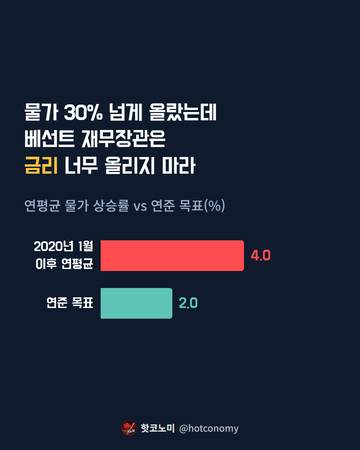 물가 30% 넘게 올랐는데
베선트 재무장관은
금리 너무 올리지 마라
연평균 물가 상승률 vs 연준 목표(%)
2020년 1월
이후 연평균
4.0
연준 목표
2.0
핫코노미 @hotconomy